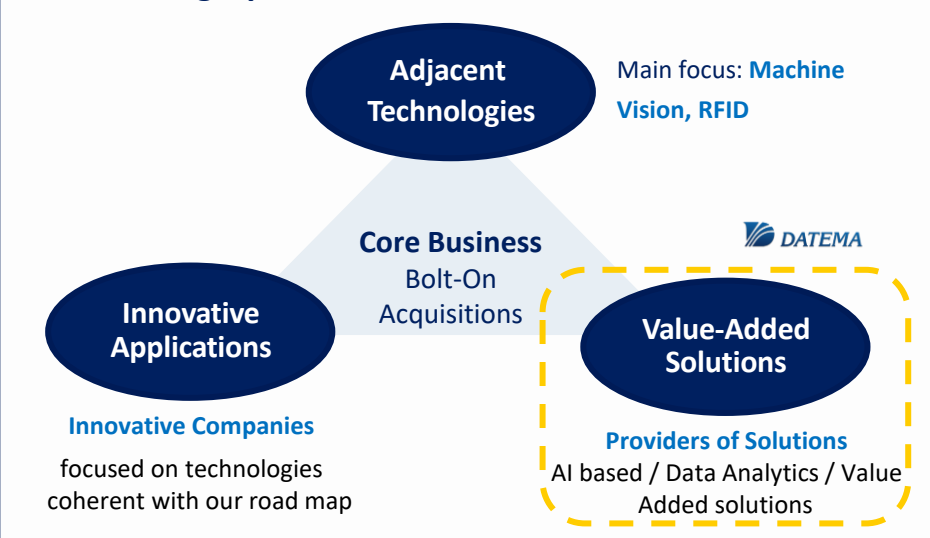 Adjacent
Technologies
Main focus: Machine
Vision, RFID
Core Business
Bolt-On
Acquisitions
DATEMA
Innovative
Applications
Value-Added
Solutions
Innovative Companies
focused on technologies
coherent with our road map
Providers of Solutions
AI based / Data Analytics / Value
Added solutions